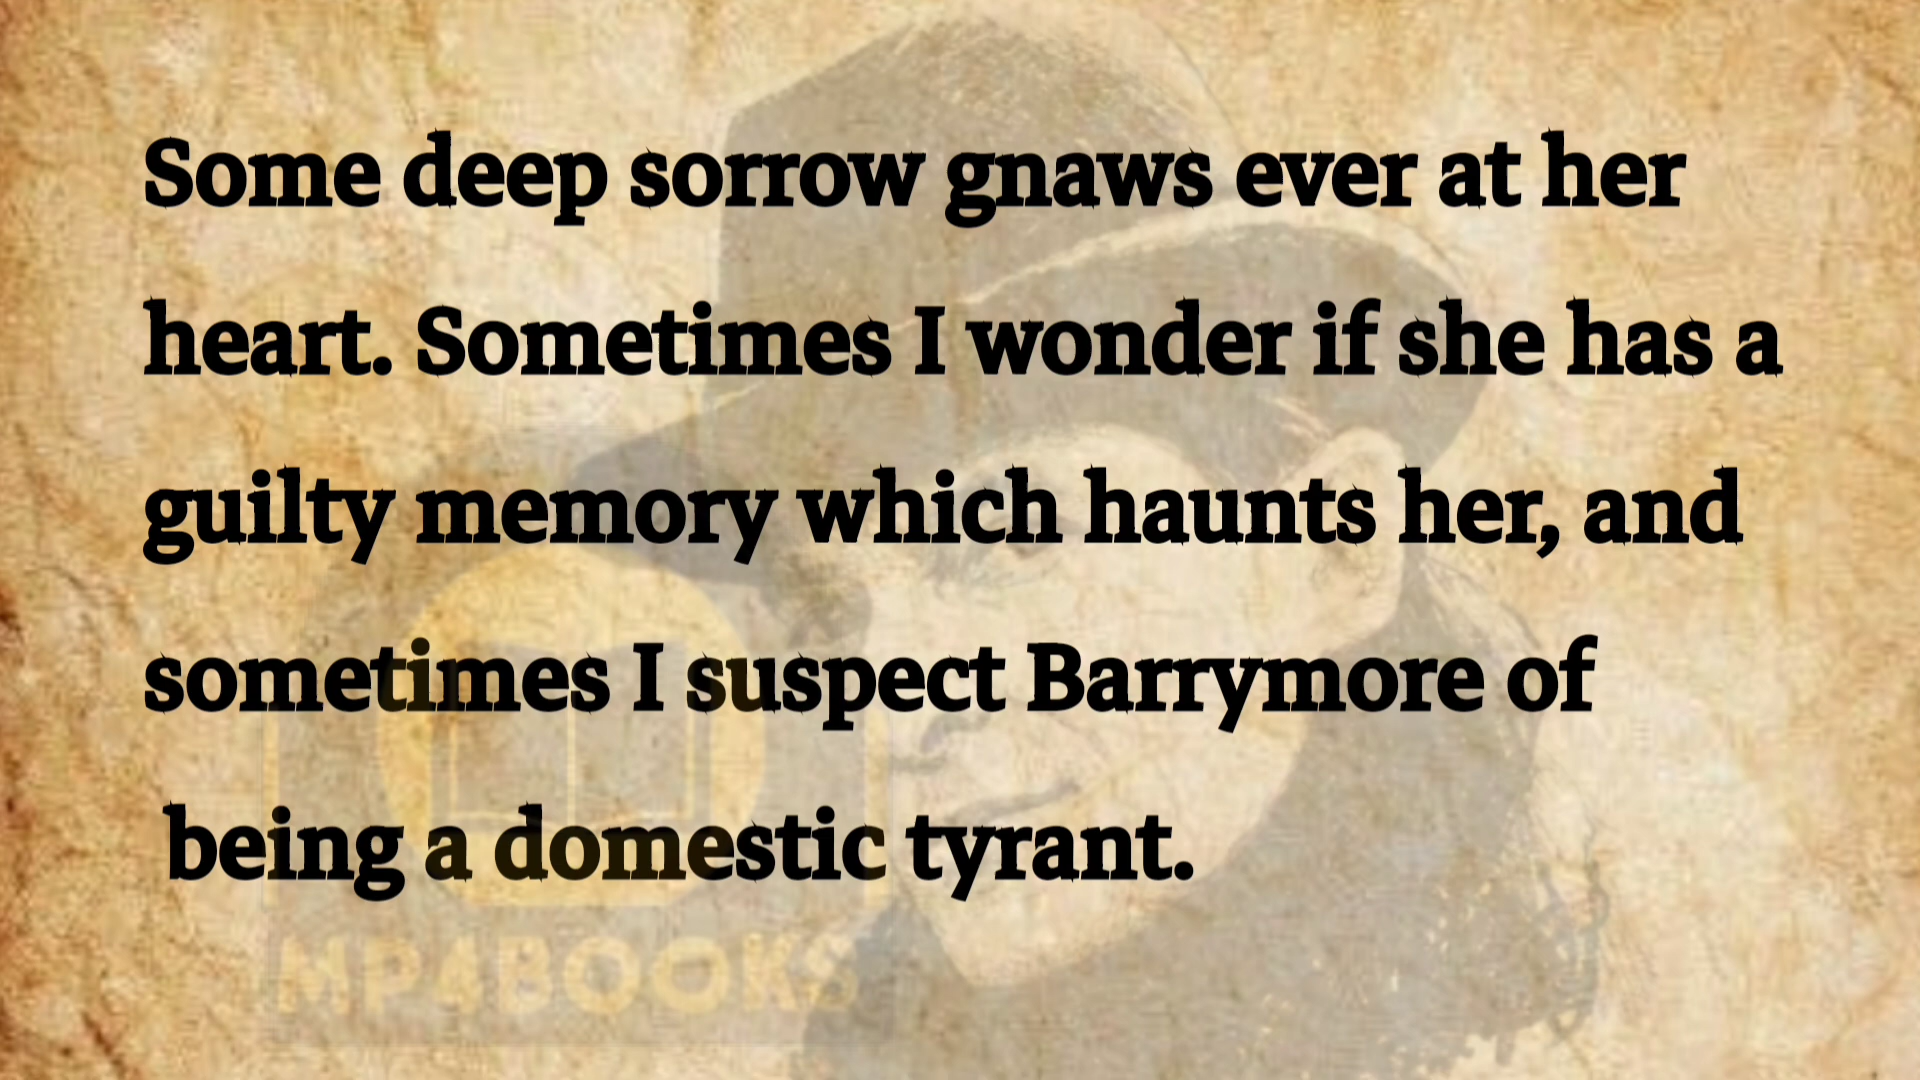 Some deep sorrow gnaws ever at her
heart. Sometimes I wonder if she has a
guilty memory which haunts her, and
sometimes I suspect Barrymore of
being a domestic tyrant.
MP4BOOKS